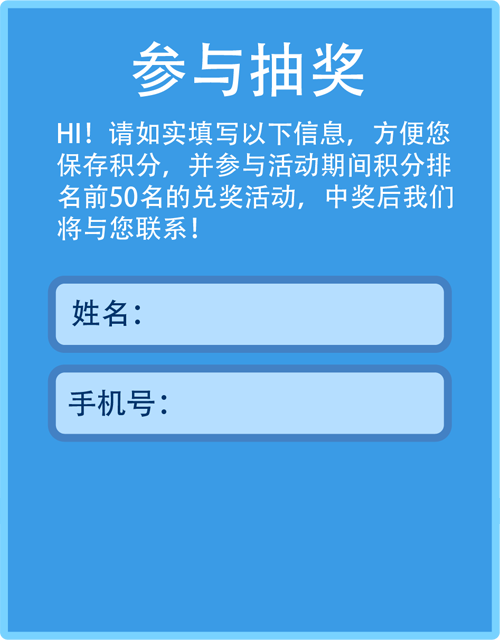 参与抽奖
HI！请如实填写以下信息，方便您
保存积分，并参与活动期间积分排
名前50名的兑奖活动，中奖后我们
将与您联系！
姓名：
手机号：